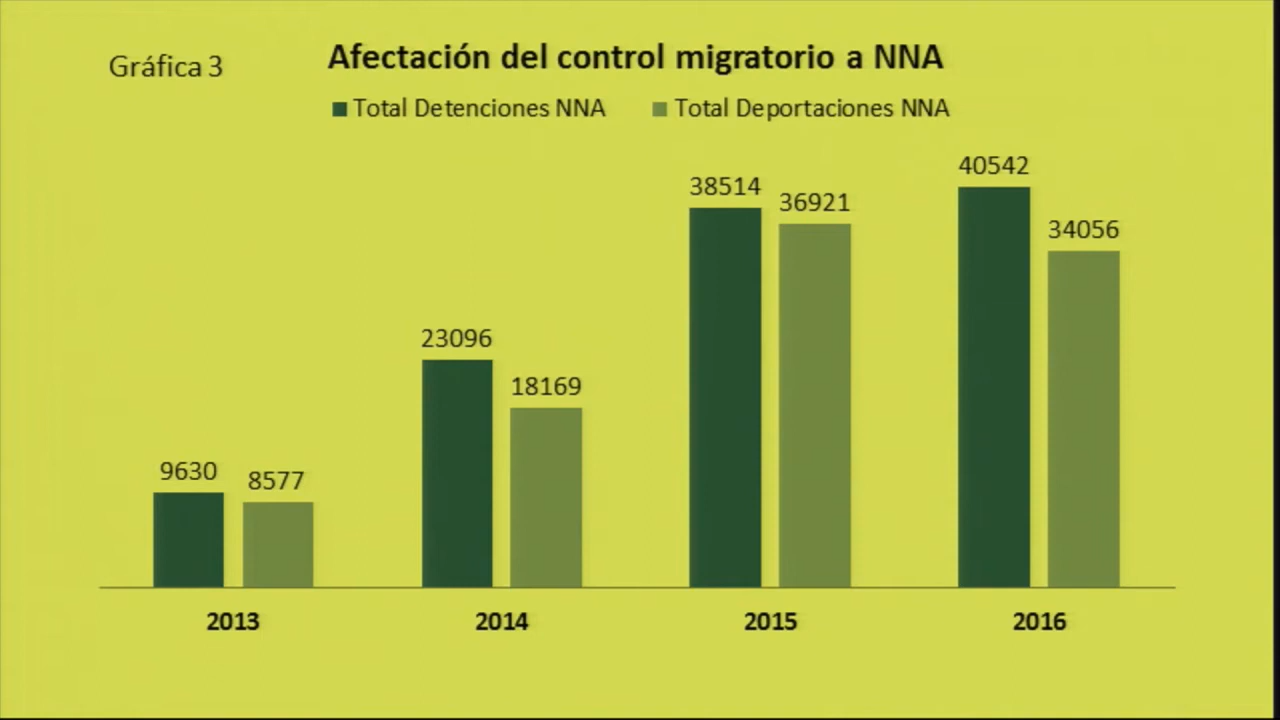 Gráfica 3
Afectación del control migratorio a NNA
Total Detenciones NNA Total Deportaciones NNA
40542
38514
36921
34056
23096
18169
9630
8577
2013 2014 2015 2016